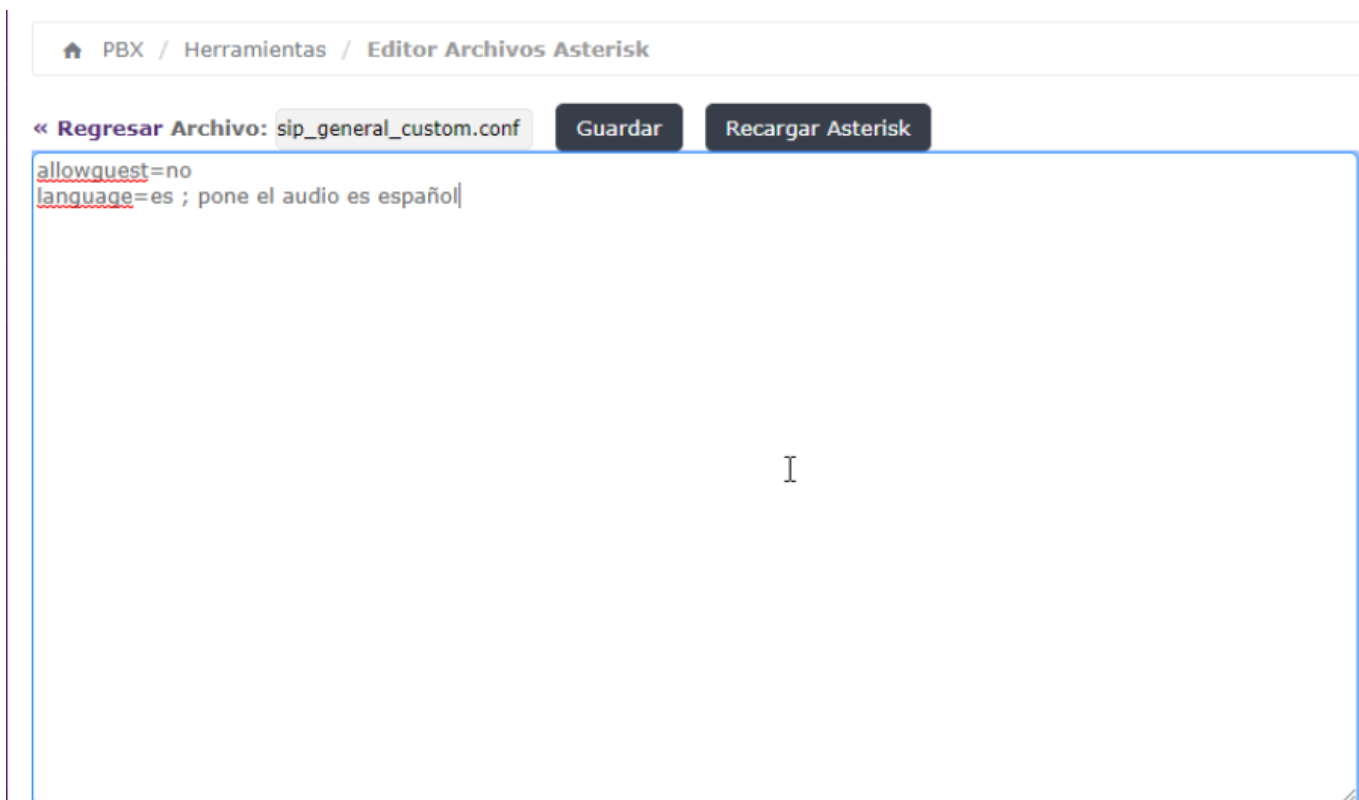 PBX / Herramientas / Editor Archivos Asterisk
« Regresar Archivo: sip_general_custom.conf Guardar Recargar Asterisk
allowguest=no
language=es ; pone el audio es español